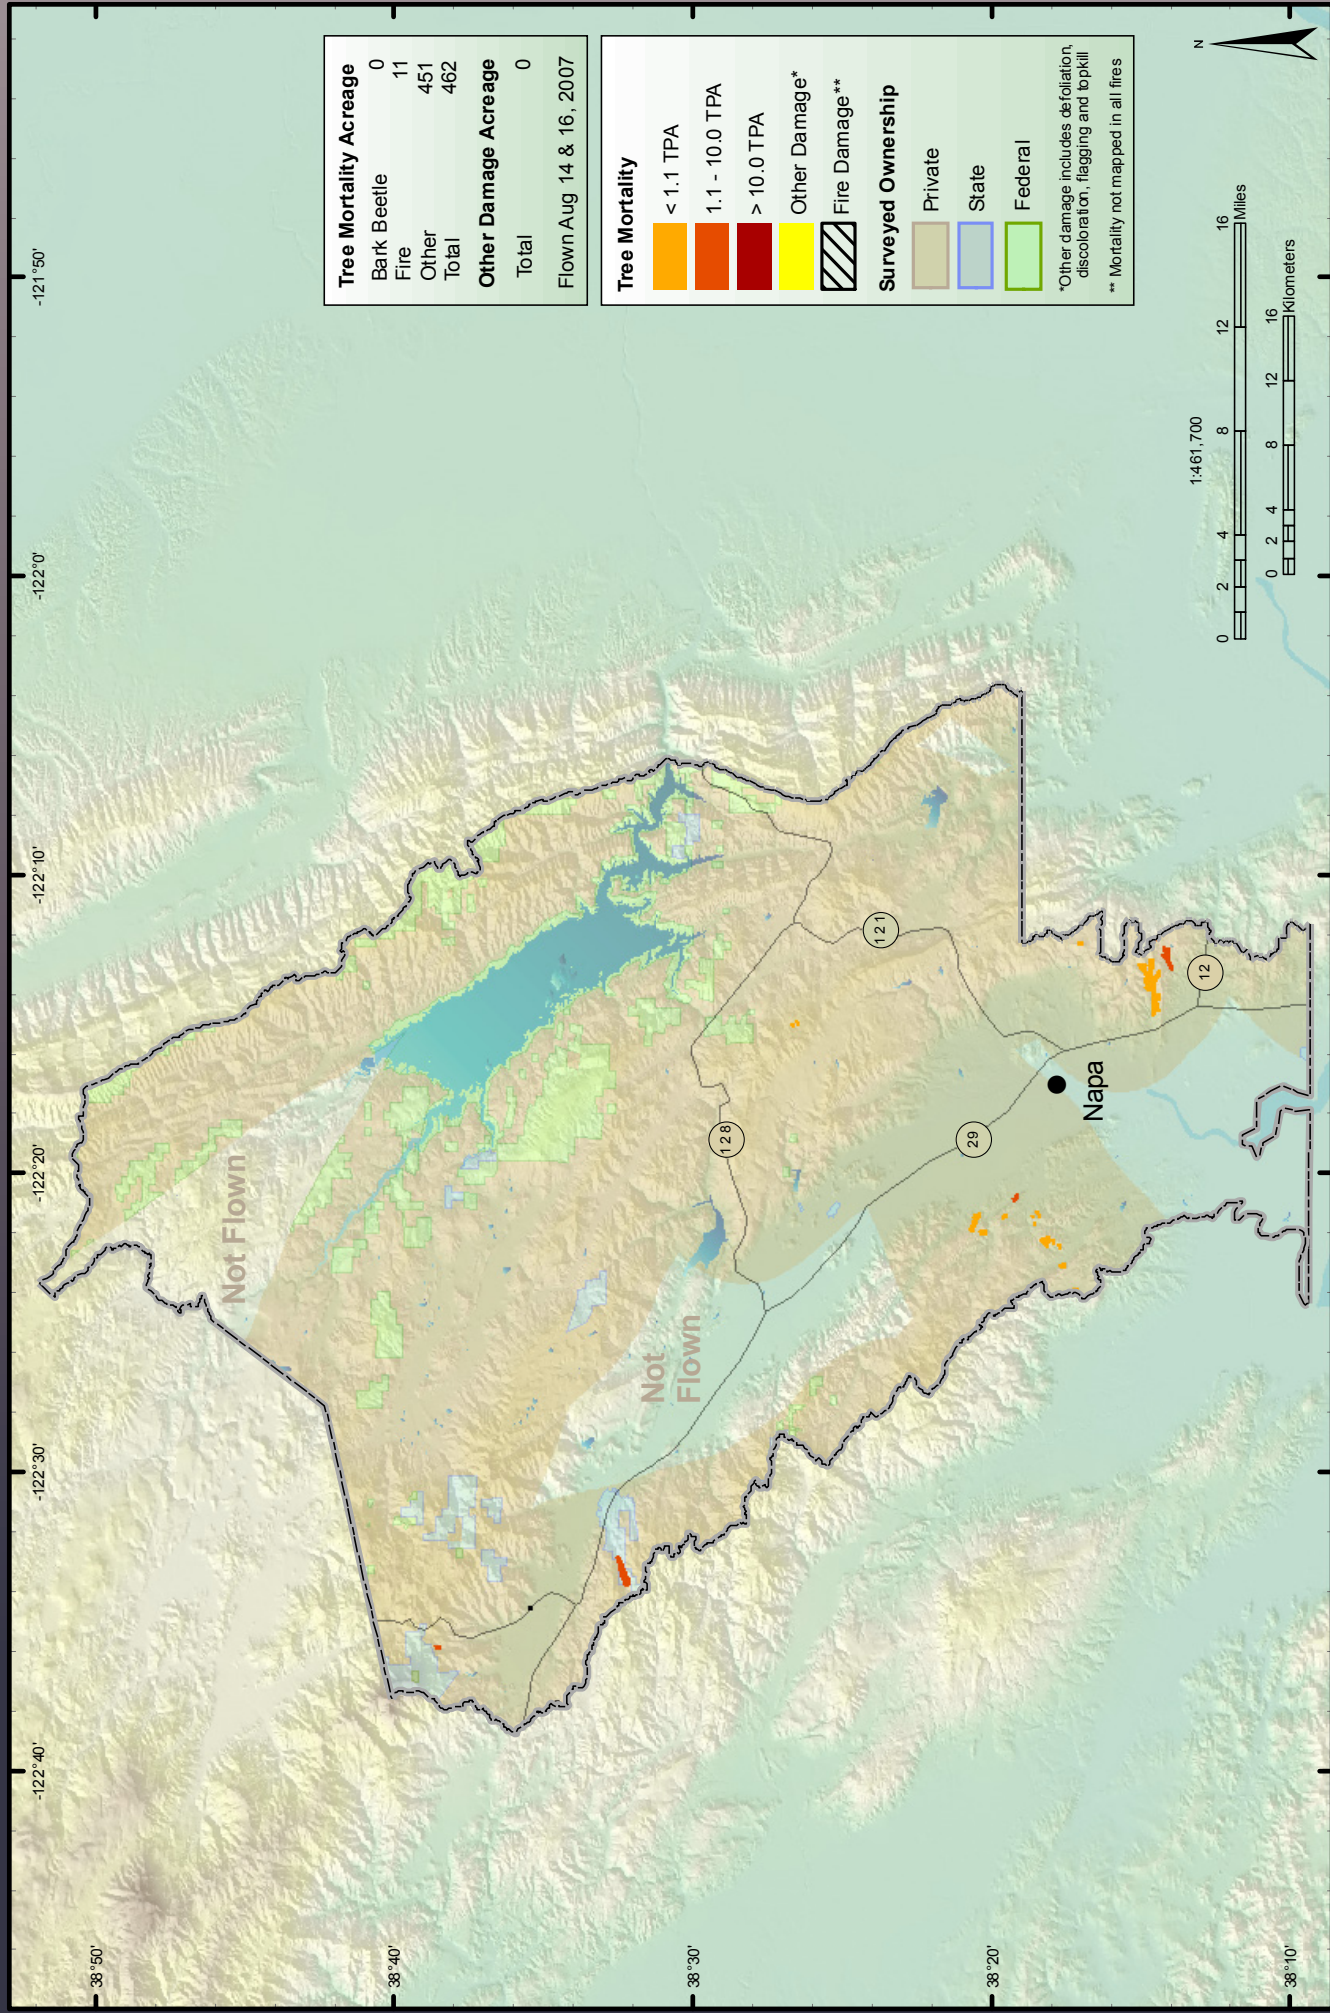 Tree Mortality Acreage
Bark Beetle 0
Fire 11
Other 451
Total 462
Other Damage Acreage
Total 0
Flown Aug 14 & 16, 2007
Tree Mortality
< 1.1 TPA
1.1 - 10.0 TPA
> 10.0 TPA
Other Damage*
Fire Damage**
Surveyed Ownership
Private
State
Federal
*Other damage includes defoliation,
discoloration, flagging and topkill
** Mortality not mapped in all fires
N
1:461,700
0 2 4 8 12 16
Miles
0 2 4 8 12 16
Kilometers
Not Flown
Not
Flown
128
121
29
12
Napa
38°50'
38°40'
38°30'
38°20'
38°10'
-122°40'
-122°30'
-122°20'
-122°10'
-122°0'
-121°50'